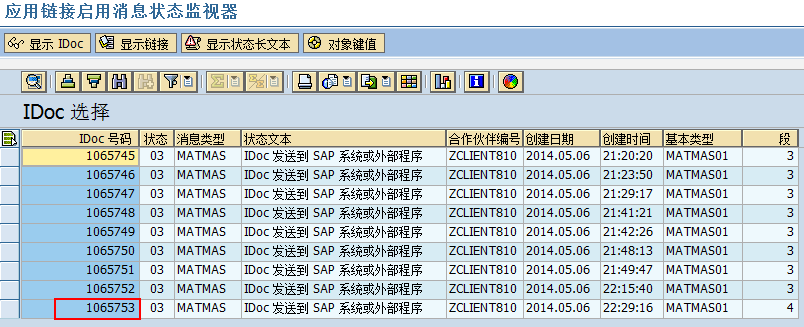 应用链接启用消息状态监视器
显示 IDoc 显示链接 显示状态长文本 对象键值
IDoc 选择
IDoc 号码 状态 消息类型 状态文本 合作伙伴编号 创建日期 创建时间 基本类型 段
1065745 03 MATMAS IDoc 发送到 SAP 系统或外部程序 ZCLIENT810 2014.05.06 21:20:20 MATMAS01 3
1065746 03 MATMAS IDoc 发送到 SAP 系统或外部程序 ZCLIENT810 2014.05.06 21:23:50 MATMAS01 3
1065747 03 MATMAS IDoc 发送到 SAP 系统或外部程序 ZCLIENT810 2014.05.06 21:29:17 MATMAS01 3
1065748 03 MATMAS IDoc 发送到 SAP 系统或外部程序 ZCLIENT810 2014.05.06 21:41:21 MATMAS01 3
1065749 03 MATMAS IDoc 发送到 SAP 系统或外部程序 ZCLIENT810 2014.05.06 21:42:26 MATMAS01 3
1065750 03 MATMAS IDoc 发送到 SAP 系统或外部程序 ZCLIENT810 2014.05.06 21:48:13 MATMAS01 3
1065751 03 MATMAS IDoc 发送到 SAP 系统或外部程序 ZCLIENT810 2014.05.06 21:49:47 MATMAS01 3
1065752 03 MATMAS IDoc 发送到 SAP 系统或外部程序 ZCLIENT810 2014.05.06 22:15:40 MATMAS01 3
1065753 03 MATMAS IDoc 发送到 SAP 系统或外部程序 ZCLIENT810 2014.05.06 22:29:16 MATMAS01 4